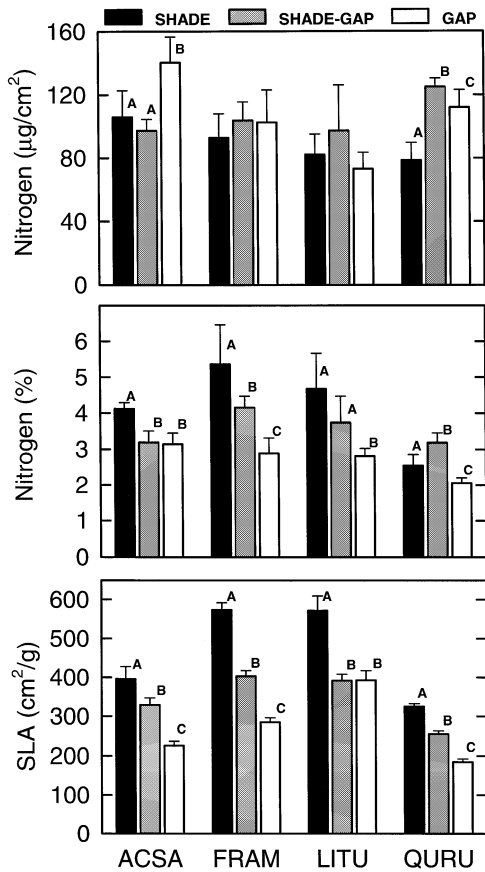 SHADE SHADE-GAP GAP
Nitrogen (µg/cm²)
160
120
80
40
0
A A B
A B C
Nitrogen (%)
6
5
4
3
2
1
0
A B B
A B C
A A B
A B C
SLA (cm²/g)
600
500
400
300
200
100
0
A B C
A B C
A B B
A B C
ACSA FRAM LITU QURU